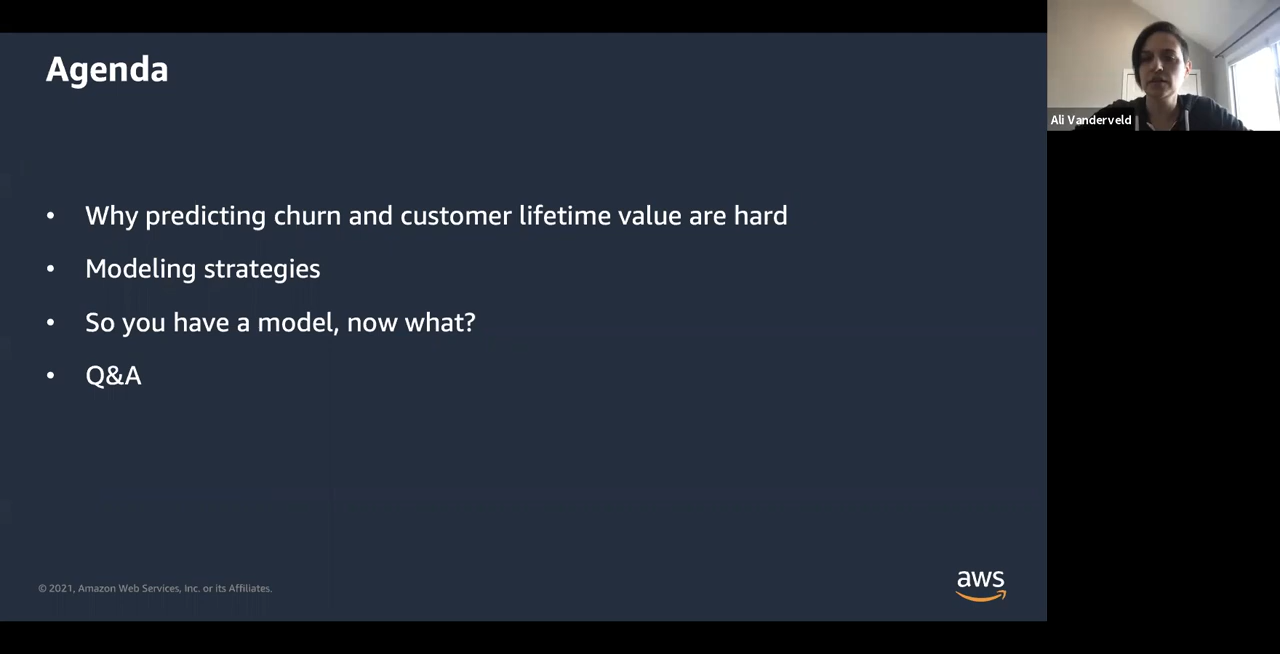 Agenda
• Why predicting churn and customer lifetime value are hard
• Modeling strategies
• So you have a model, now what?
• Q&A
© 2021, Amazon Web Services, Inc. or its Affiliates.
aws
Ali Vanderveld